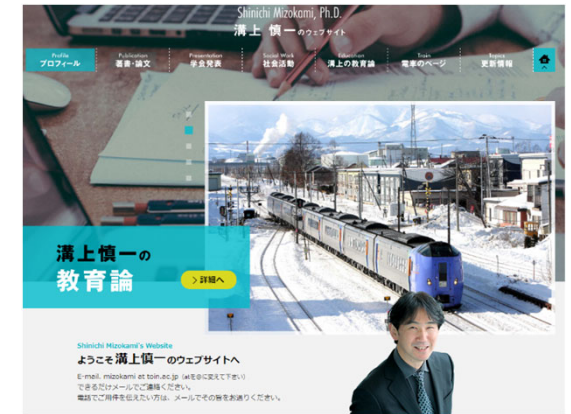 Shinichi Mizokami, Ph.D.
溝上 慎一のウェブサイト
Profile
プロフィール
Publication
著書・論文
Presentation
学会発表
Social Work
社会活動
Education
溝上の教育論
Train
電車のページ
Topics
更新情報
溝上慎一の
教育論
詳細へ
Shinichi Mizokami's Website
ようこそ溝上慎一のウェブサイトへ
E-mail. mizokami at toin.ac.jp (atを@に変えて下さい)
できるだけメールでご連絡ください。
電話でご用件を伝えたい方は、メールでその旨をお送りください。